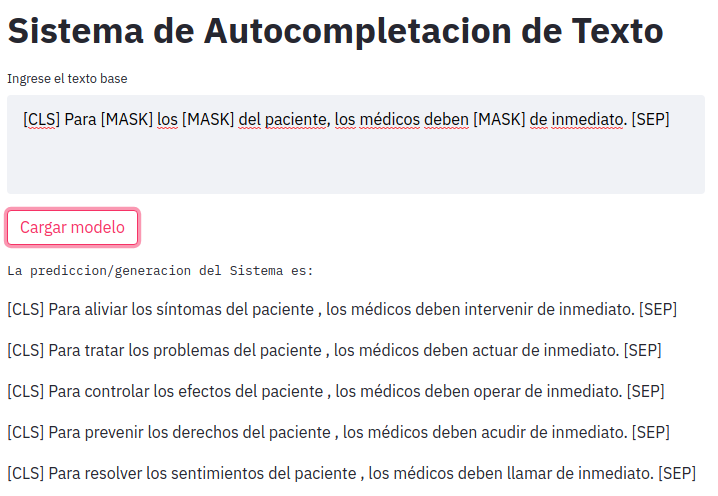 Sistema de Autocompletacion de Texto
Ingrese el texto base
[CLS] Para [MASK] los [MASK] del paciente, los médicos deben [MASK] de inmediato. [SEP]
Cargar modelo
La prediccion/generacion del Sistema es:
[CLS] Para aliviar los síntomas del paciente , los médicos deben intervenir de inmediato. [SEP]
[CLS] Para tratar los problemas del paciente , los médicos deben actuar de inmediato. [SEP]
[CLS] Para controlar los efectos del paciente , los médicos deben operar de inmediato. [SEP]
[CLS] Para prevenir los derechos del paciente , los médicos deben acudir de inmediato. [SEP]
[CLS] Para resolver los sentimientos del paciente , los médicos deben llamar de inmediato. [SEP]